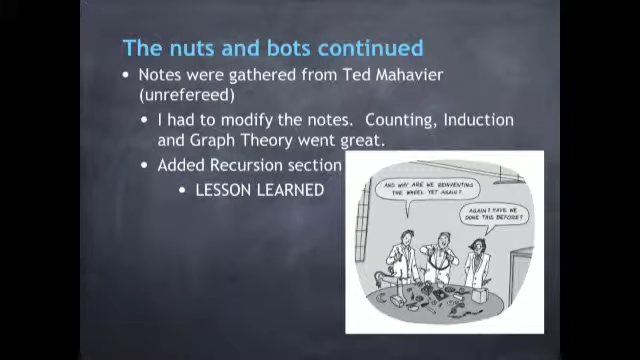 The nuts and bots continued
• Notes were gathered from Ted Mahavier
(unrefereed)
• I had to modify the notes. Counting, Induction
and Graph Theory went great.
• Added Recursion section
• LESSON LEARNED
AND WHY ARE WE REINVENTING
THE WHEEL YET AGAIN?
AGAIN? HAVE WE
DONE THIS BEFORE?